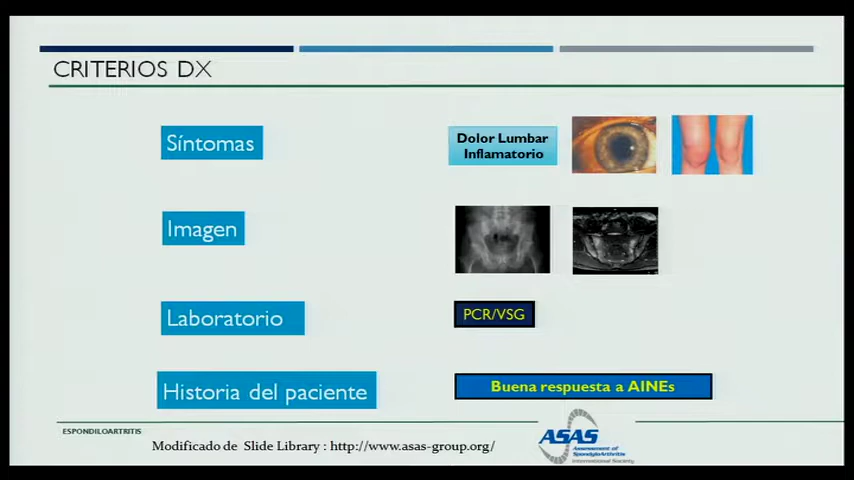 CRITERIOS DX
Síntomas
Dolor Lumbar
Inflamatorio
Imagen
Laboratorio
PCR/VSG
Historia del paciente
Buena respuesta a AINEs
ESPONDILOARTRITIS
Modificado de Slide Library : http://www.asas-group.org/
ASAS
Assessment of
SpondyloArthritis
International Society